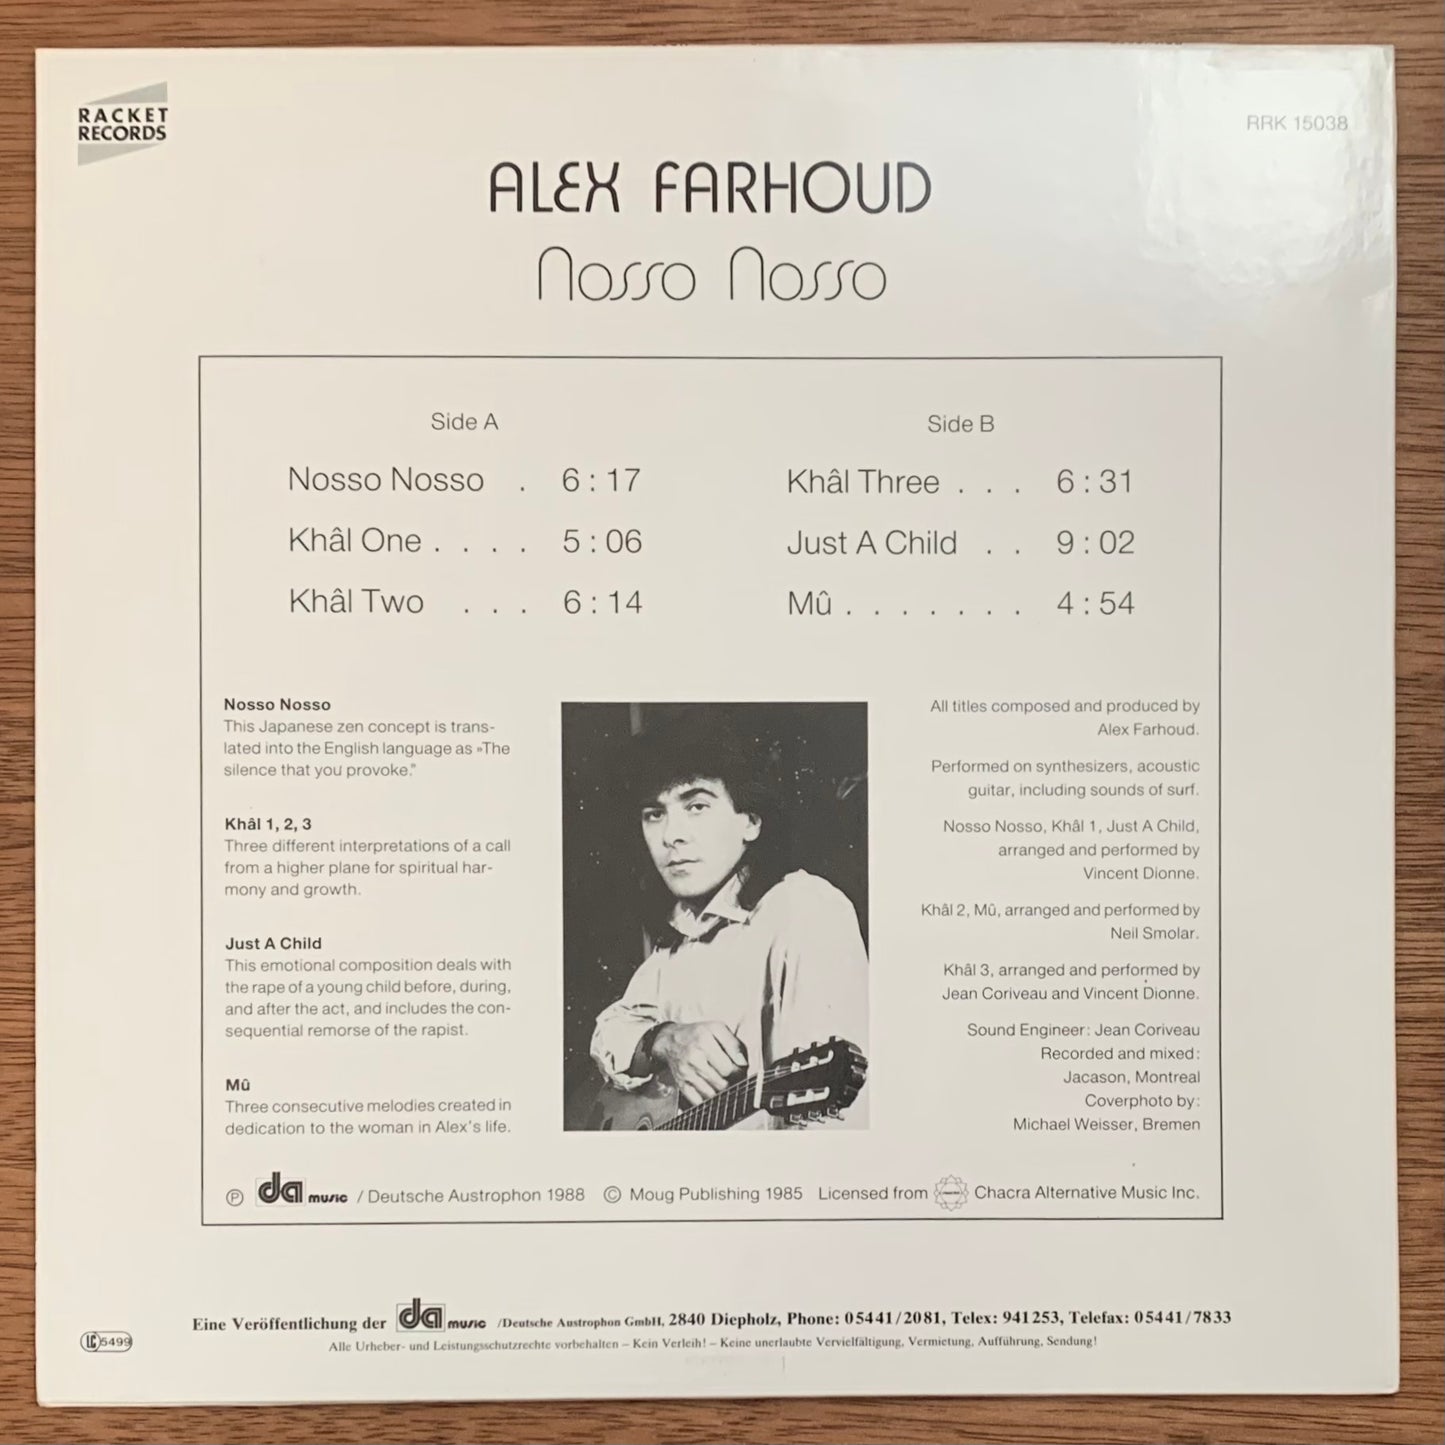 RACKET
RECORDS
RRK 15038
ALEX FARHOUD
Nosso Nosso
Side A
Nosso Nosso . 6 : 17
Khâl One . . . . 5 : 06
Khâl Two . . . 6 : 14
Side B
Khâl Three . . . 6 : 31
Just A Child . . 9 : 02
Mû . . . . . . . 4 : 54
Nosso Nosso
This Japanese zen concept is trans-
lated into the English language as »The
silence that you provoke.”
Khâl 1, 2, 3
Three different interpretations of a call
from a higher plane for spiritual har-
mony and growth.
Just A Child
This emotional composition deals with
the rape of a young child before, during,
and after the act, and includes the con-
sequential remorse of the rapist.
Mû
Three consecutive melodies created in
dedication to the woman in Alex's life.
All titles composed and produced by
Alex Farhoud.
Performed on synthesizers, acoustic
guitar, including sounds of surf.
Nosso Nosso, Khâl 1, Just A Child,
arranged and performed by
Vincent Dionne.
Khâl 2, Mû, arranged and performed by
Neil Smolar.
Khâl 3, arranged and performed by
Jean Coriveau and Vincent Dionne.
Sound Engineer: Jean Coriveau
Recorded and mixed:
Jacason, Montreal
Coverphoto by:
Michael Weisser, Bremen
Ⓟ da music / Deutsche Austrophon 1988 © Moug Publishing 1985 Licensed from Chacra Alternative Music Inc.
Eine Veröffentlichung der da music /Deutsche Austrophon GmbH, 2840 Diepholz, Phone: 05441/2081, Telex: 941253, Telefax: 05441/7833
LC 5499
Alle Urheber- und Leistungsschutzrechte vorbehalten – Kein Verleih! – Keine unerlaubte Vervielfältigung, Vermietung, Aufführung, Sendung!